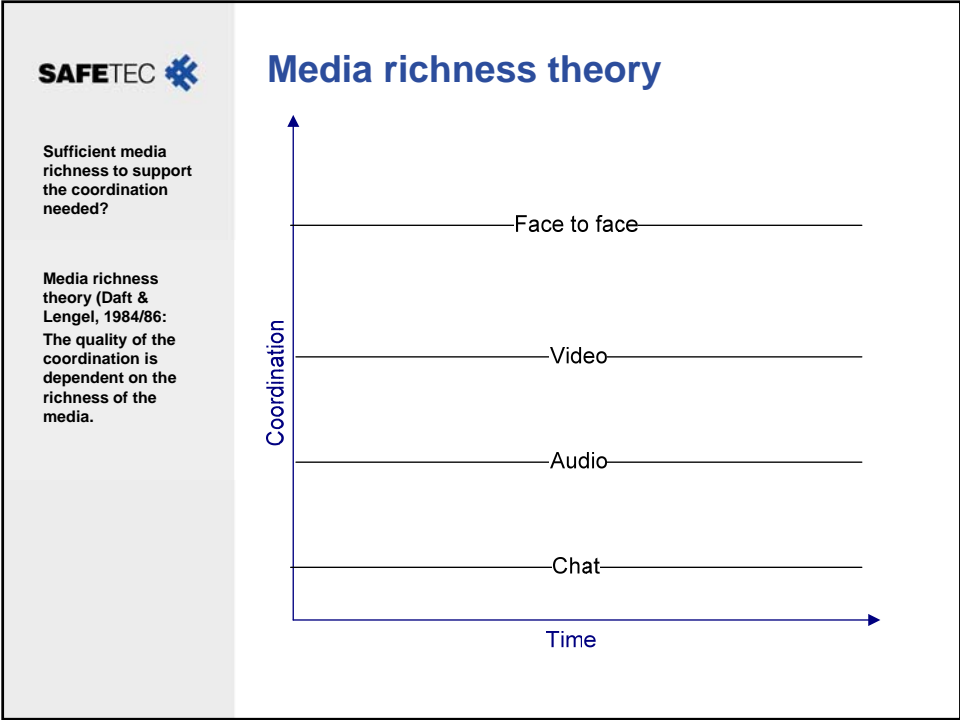 SAFETEC
Media richness theory
Sufficient media
richness to support
the coordination
needed?
Media richness
theory (Daft &
Lengel, 1984/86:
The quality of the
coordination is
dependent on the
richness of the
media.
Coordination
Face to face
Video
Audio
Chat
Time